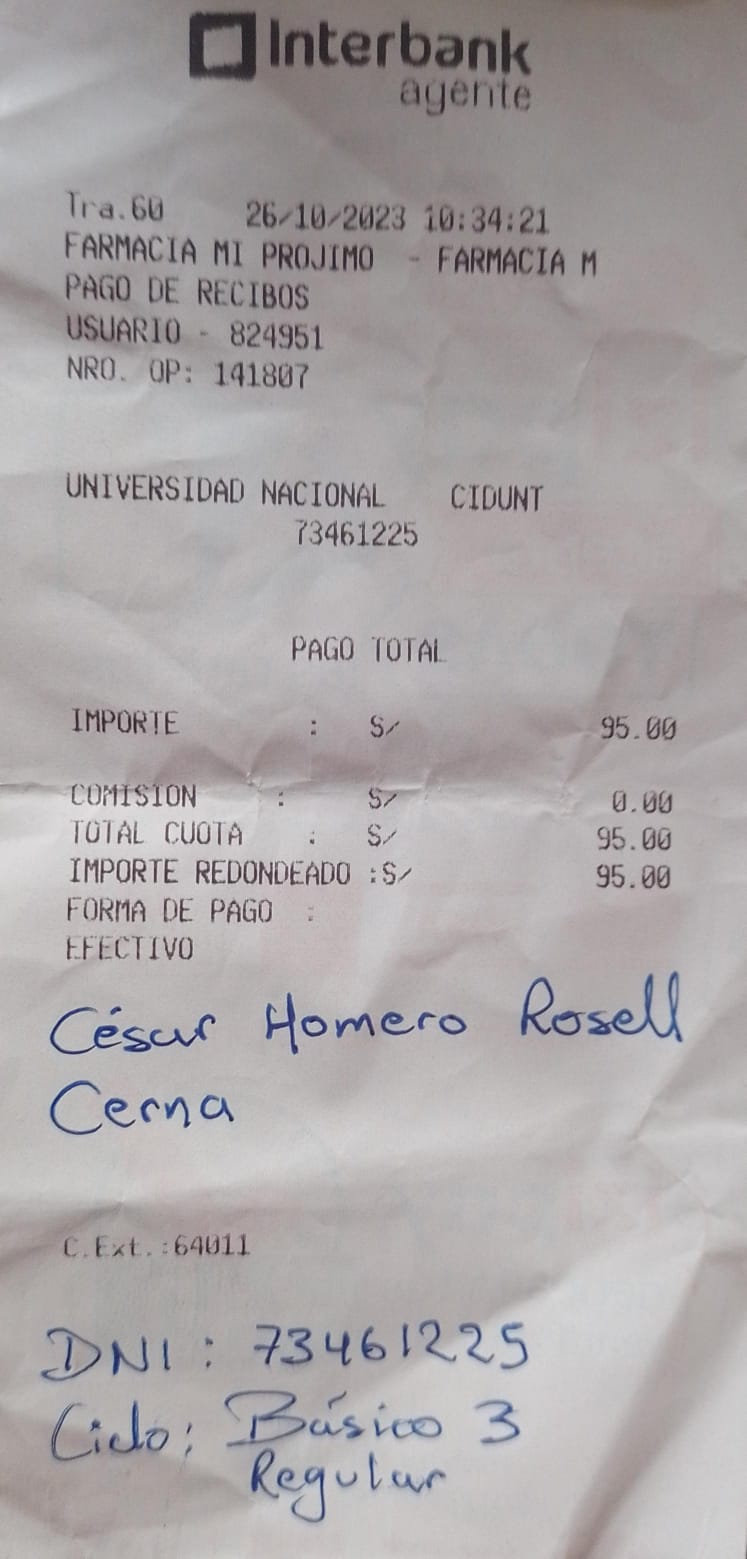 Interbank
agente
Tra.60 26/10/2023 10:34:21
FARMACIA MI PROJIMO - FARMACIA M
PAGO DE RECIBOS
USUARIO - 824951
NRO. OP: 141807
UNIVERSIDAD NACIONAL CIDUNT
73461225
PAGO TOTAL
IMPORTE : S/ 95.00
COMISION : S/ 0.00
TOTAL CUOTA : S/ 95.00
IMPORTE REDONDEADO :S/ 95.00
FORMA DE PAGO :
EFECTIVO
César Homero Rosell
Cerna
C.Ext.:64011
DNI: 73461225
Ciclo: Básico 3
Regular